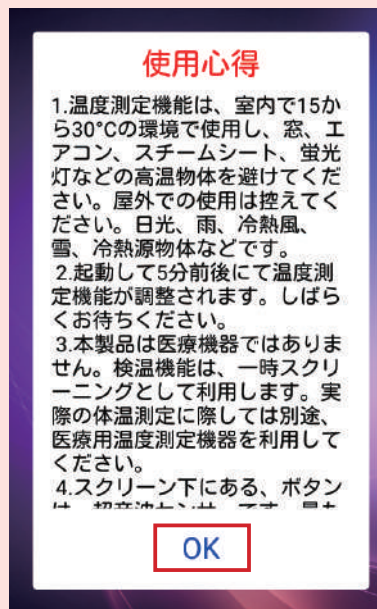 使用心得
1.温度測定機能は、室内で15か
ら30°Cの環境で使用し、窓、エ
アコン、スチームシート、蛍光
灯などの高温物体を避けてくだ
さい。屋外での使用は控えてく
ださい。日光、雨、冷熱風、
雪、冷熱源物体などです。
2.起動して5分前後にて温度測
定機能が調整されます。しばら
くお待ちください。
3.本製品は医療機器ではありま
せん。検温機能は、一時スクリ
ーニングとして利用します。実
際の体温測定に際しては別途、
医療用温度測定機器を利用して
ください。
4.スクリーン下にある、ボタン
OK